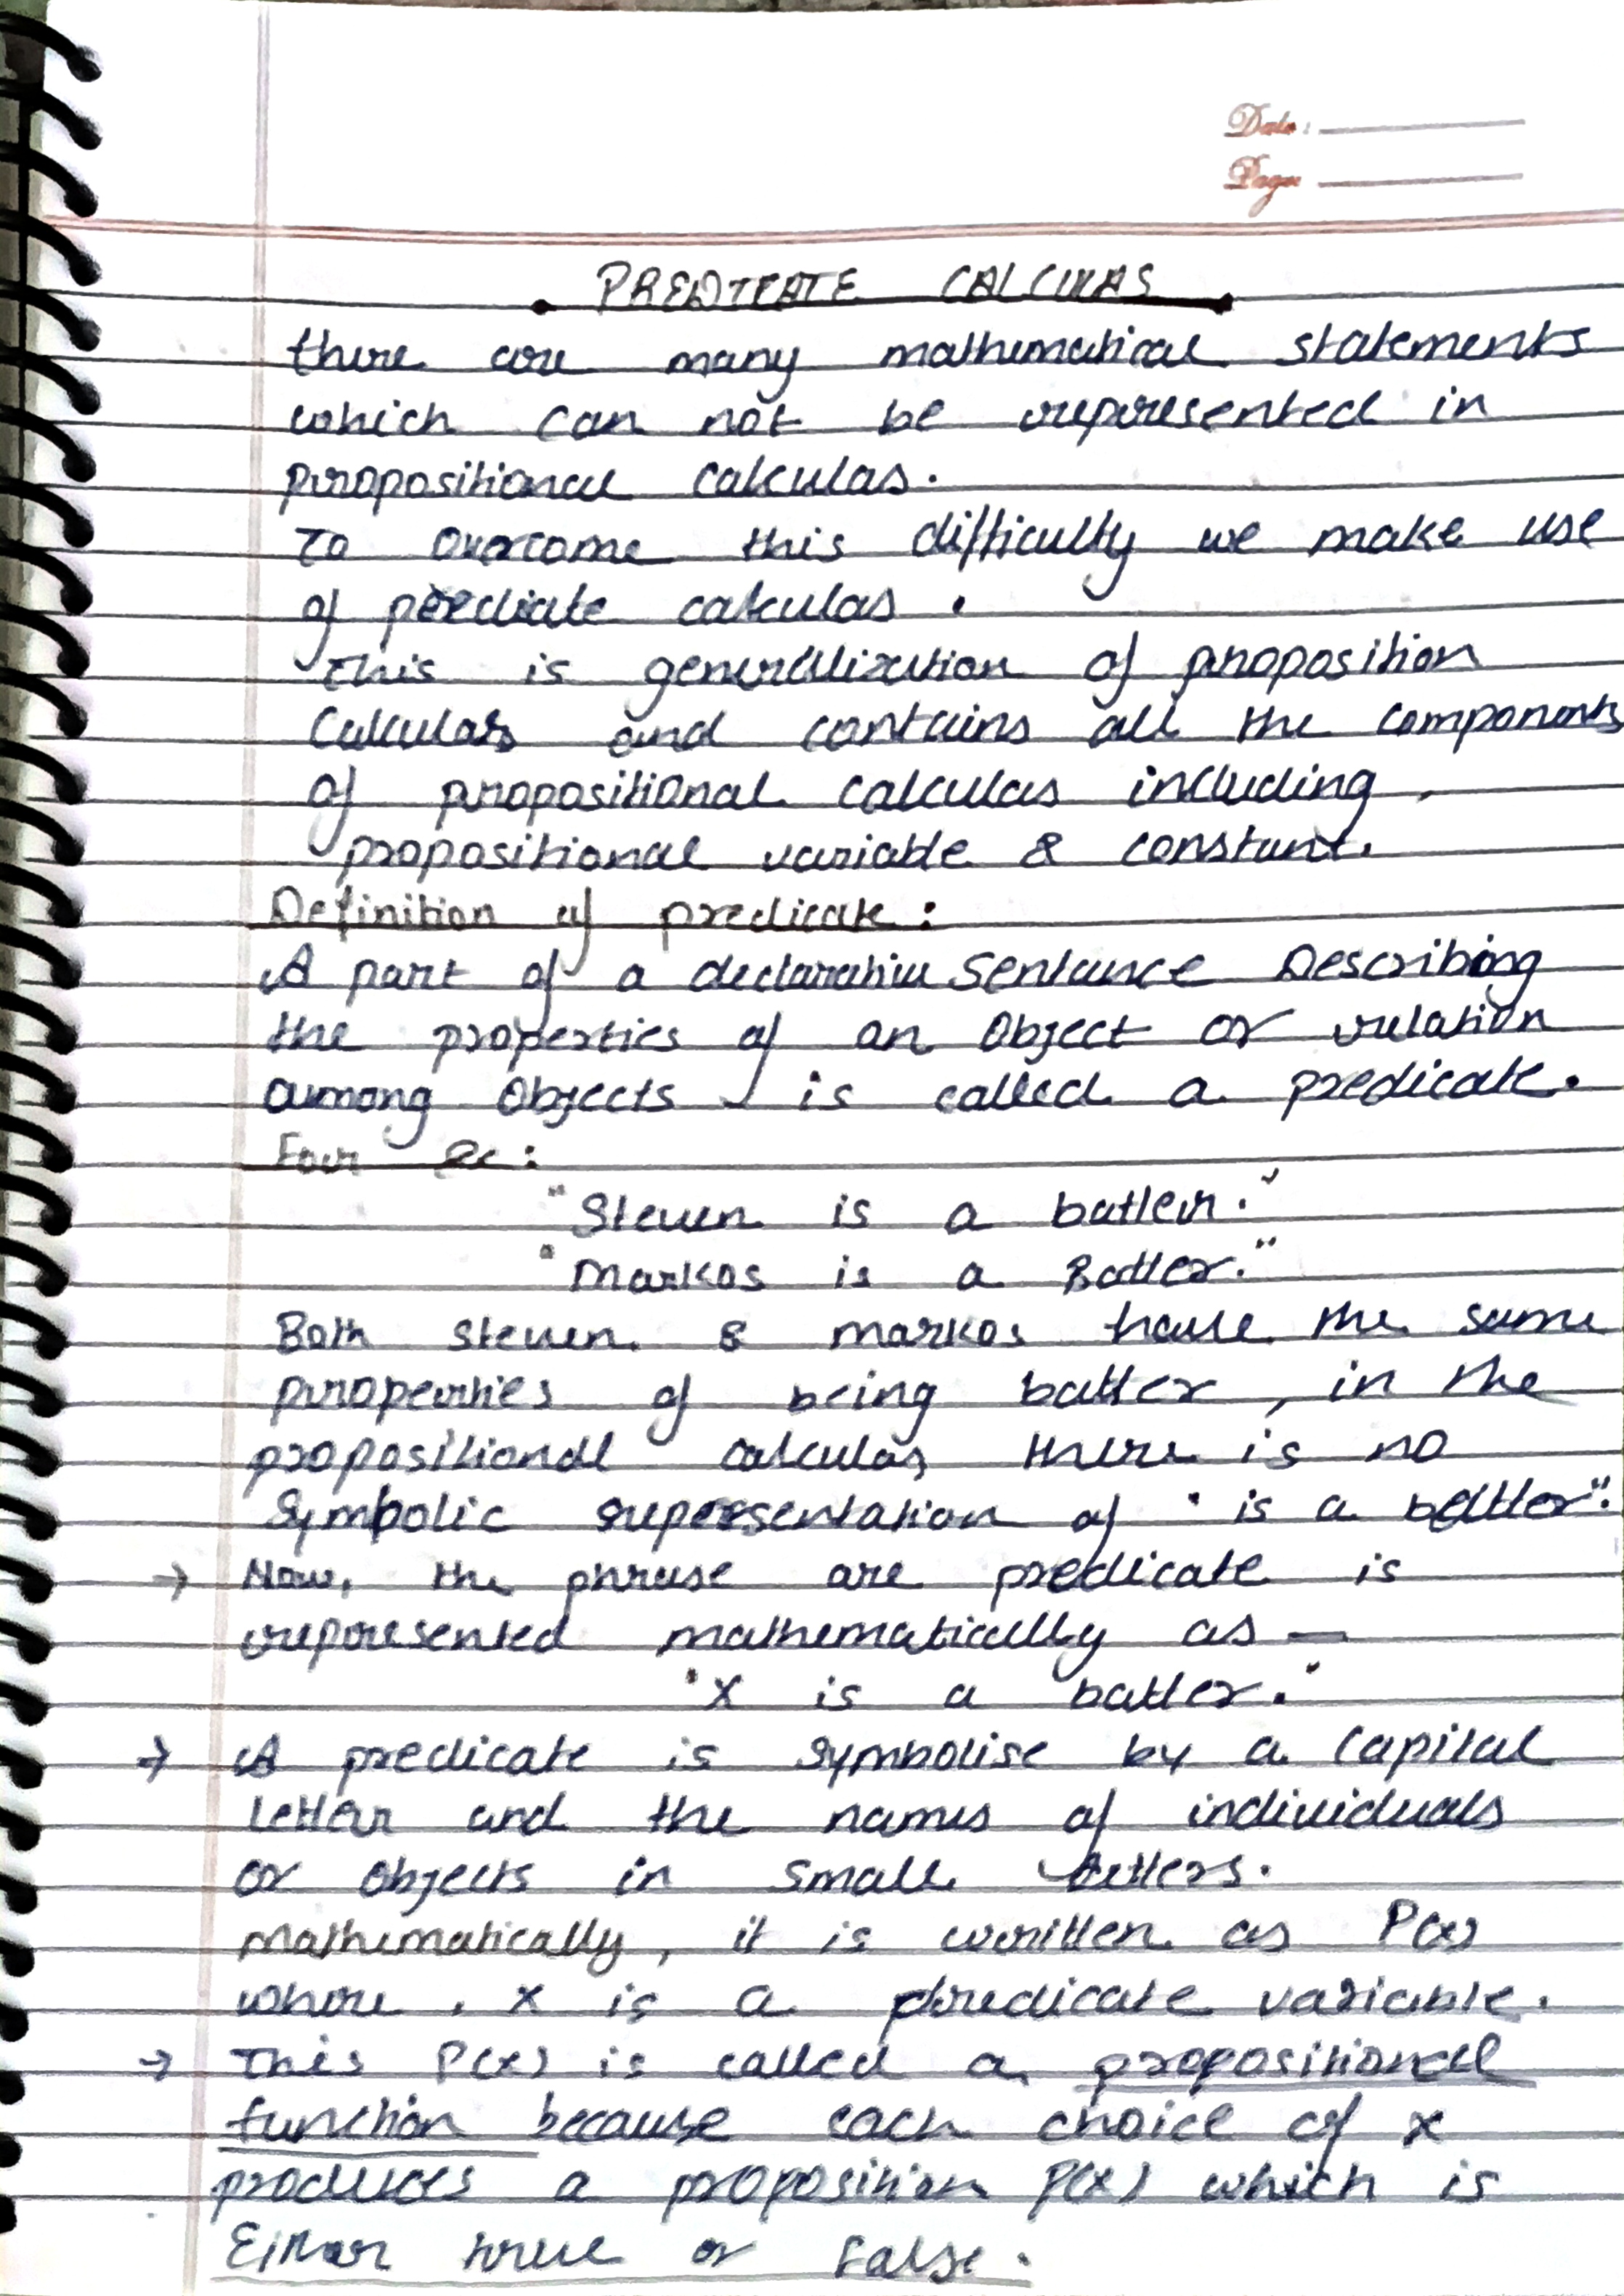 Date:
Page:
PREDICATE CALCULAS
there are many mathematical statements
which can not be represented in
propositional calculas.
To overcome this difficulty we make use
of prediate calculas.
This is generalization of proposition
Calculas and contains all the components
of propositional calculas including,
propositional variable & constant.
Definition of predicate:
A part of a declarative Sentance Describing
the properties of an Object or relation
among Objects is called a predicate.
For Ex:
"Steven is a batler."
"Markos is a Batler."
Both steven & markos have the same
properties of being batler, in the
propositional calculas there is no
Symbolic representation of "is a batler".
→ Now, the phrase are predicate is
represented mathematically as —
"X is a batler."
→ A predicate is symbolise by a Capital
letter and the names of individuals
or objects in small letters.
Mathematically, it is written as P(x)
where, x is a predicate variable.
→ This P(x) is called a propositional
function because each choice of x
produces a proposition P(x) which is
Either true or False.